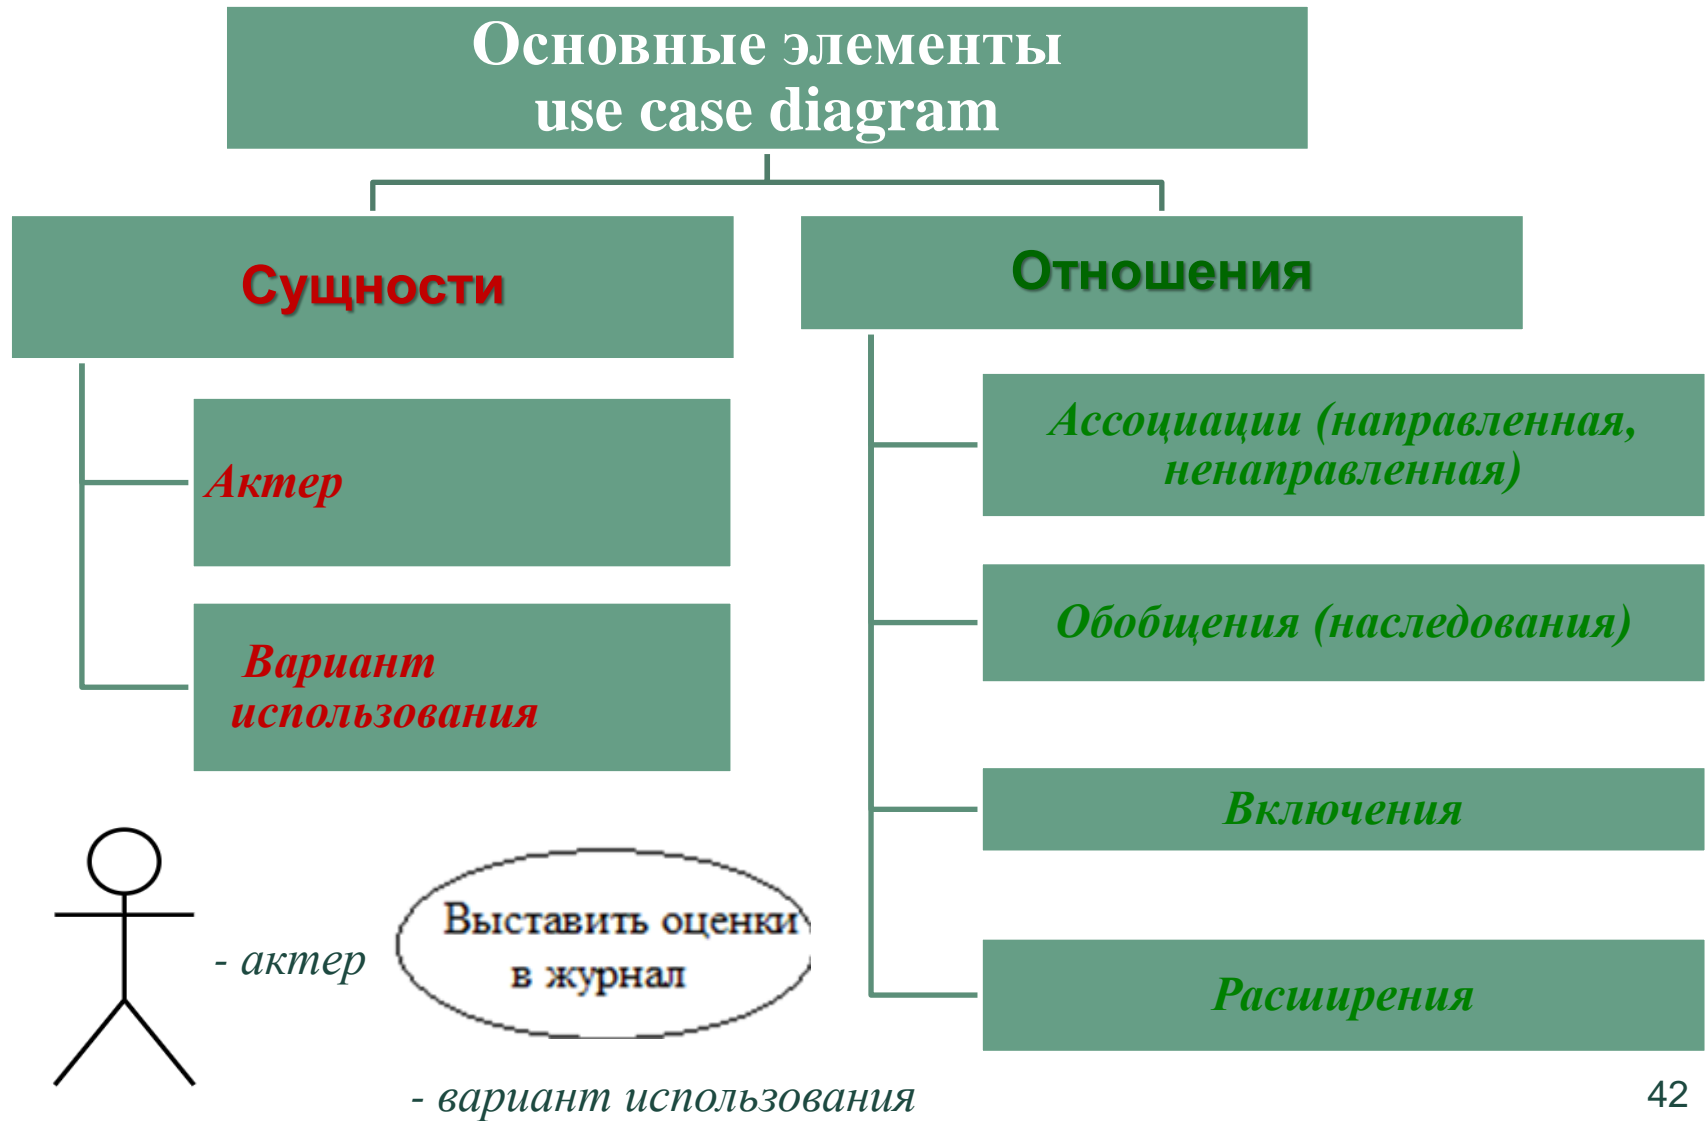 Основные элементы
use case diagram
Сущности
Отношения
Актер
Вариант
использования
Ассоциации (направленная,
ненаправленная)
Обобщения (наследования)
Включения
Расширения
- актер
Выставить оценки
в журнал
- вариант использования
42